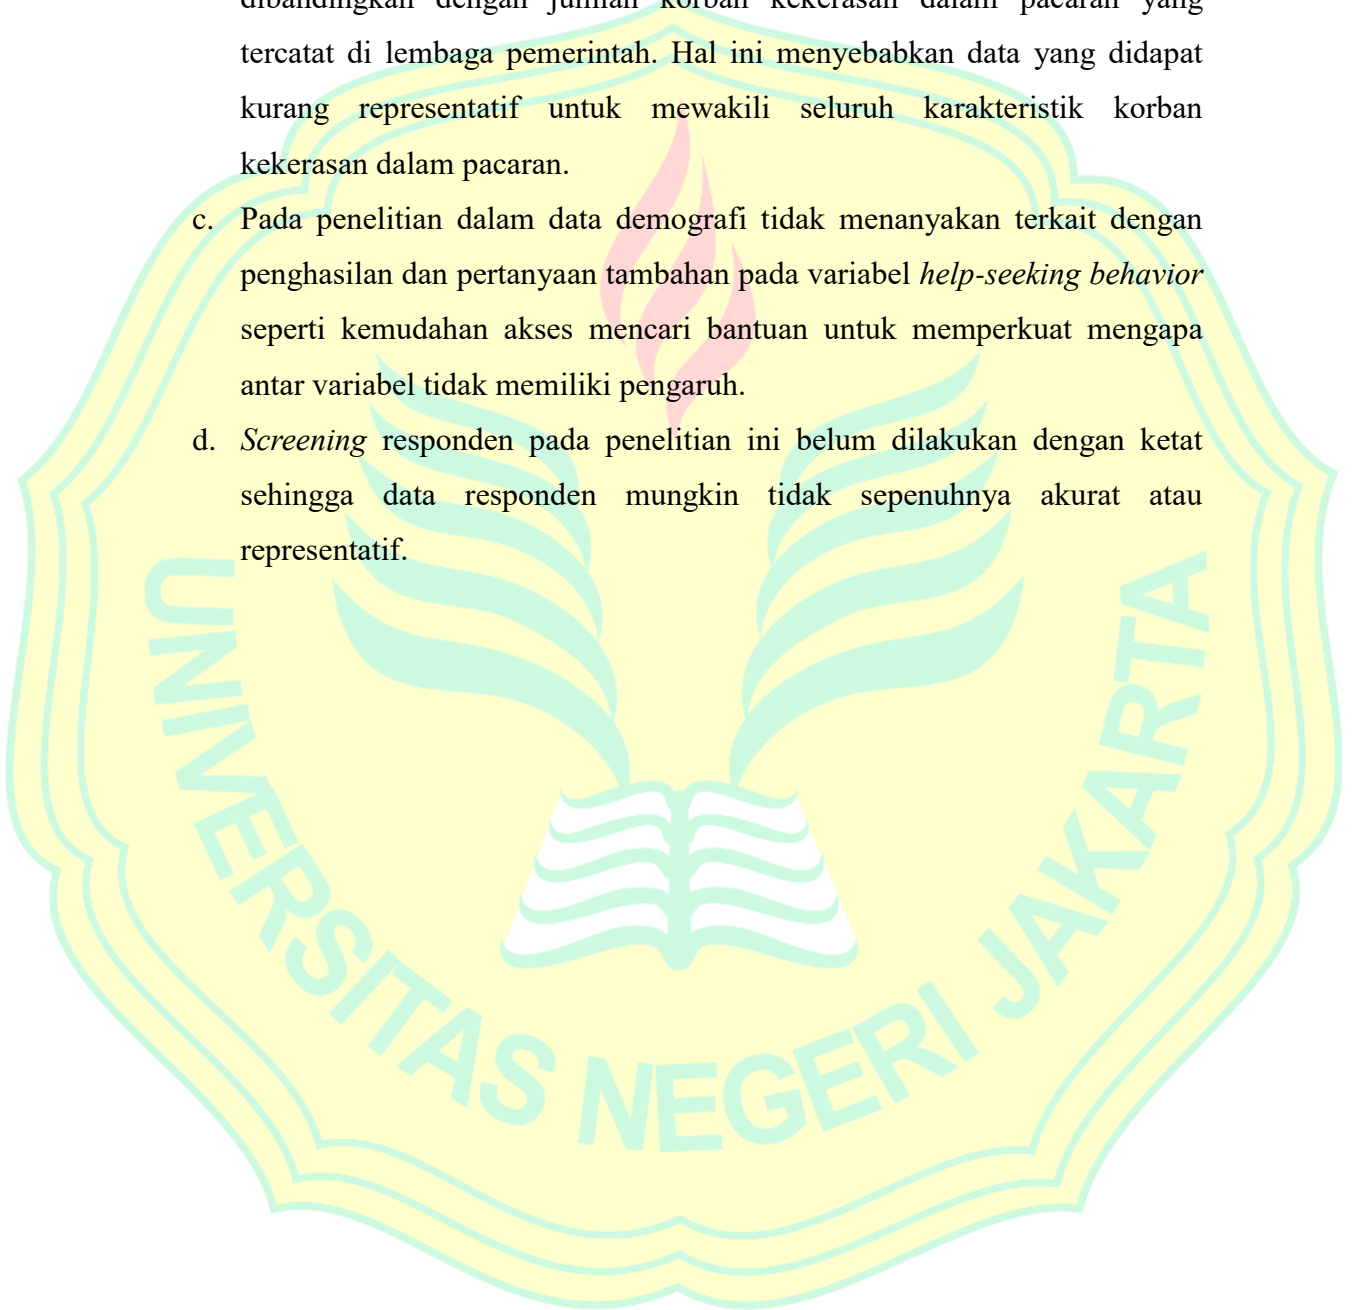 dibandingkan dengan jumlah korban kekerasan dalam pacaran yang
tercatat di lembaga pemerintah. Hal ini menyebabkan data yang didapat
kurang representatif untuk mewakili seluruh karakteristik korban
kekerasan dalam pacaran.
c. Pada penelitian dalam data demografi tidak menanyakan terkait dengan
penghasilan dan pertanyaan tambahan pada variabel help-seeking behavior
seperti kemudahan akses mencari bantuan untuk memperkuat mengapa
antar variabel tidak memiliki pengaruh.
d. Screening responden pada penelitian ini belum dilakukan dengan ketat
sehingga data responden mungkin tidak sepenuhnya akurat atau
representatif.
UNIVERSITAS NEGERI JAKARTA